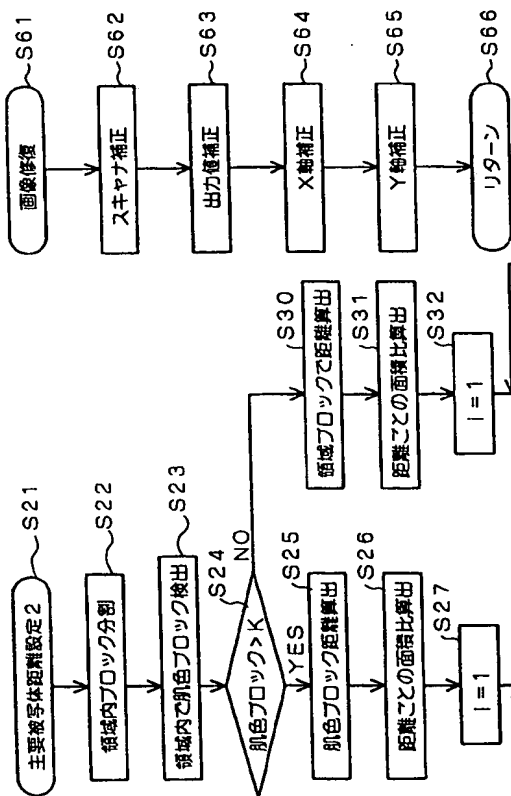 主要被写体距離設定2
S21
領域内ブロック分割
S22
領域内で肌色ブロック検出
S23
肌色ブロック>K
S24
NO
YES
肌色ブロック距離算出
S25
距離ごとの面積比算出
S26
I=1
S27
領域ブロックで距離算出
S30
距離ごとの面積比算出
S31
I=1
S32
画像修復
S61
スキャナ補正
S62
出力値補正
S63
X軸補正
S64
Y軸補正
S65
リターン
S66